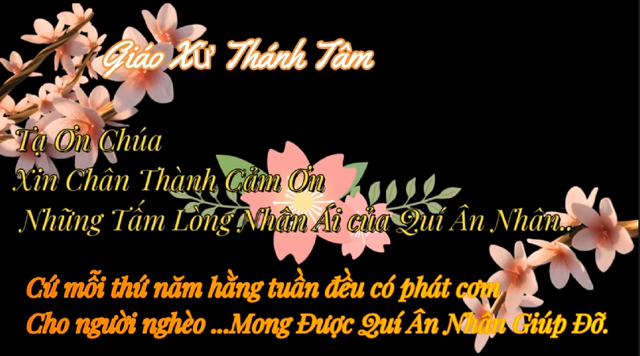 Giáo Xứ Thánh Tâm
Tạ Ơn Chúa
Xin Chân Thành Cảm Ơn
Những Tấm Lòng Nhân Ái của Quí Ân Nhân..
Cứ mỗi thứ năm hằng tuần đều có phát cơm
Cho người nghèo ...Mong Được Quí Ân Nhân Giúp Đỡ.